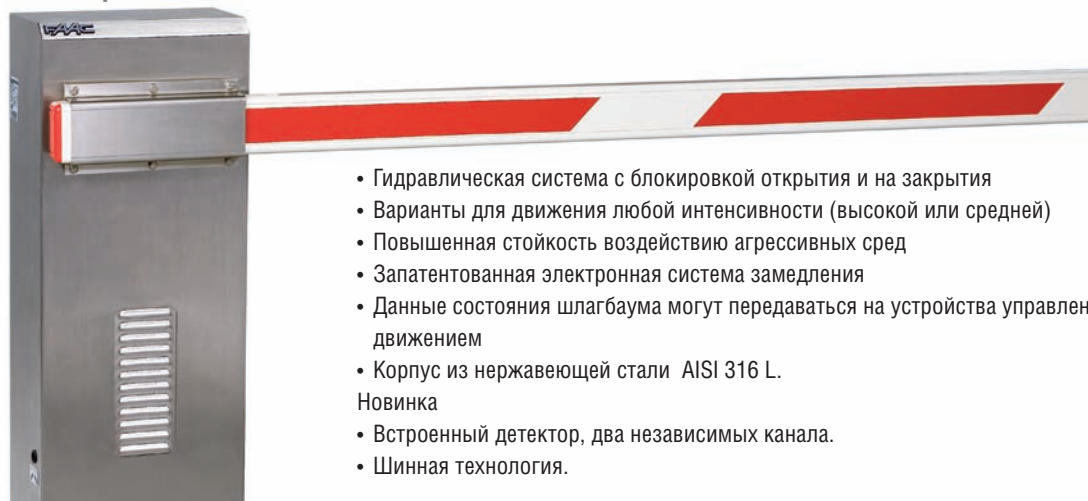 FAAC
• Гидравлическая система с блокировкой открытия и на закрытия
• Варианты для движения любой интенсивности (высокой или средней)
• Повышенная стойкость воздействию агрессивных сред
• Запатентованная электронная система замедления
• Данные состояния шлагбаума могут передаваться на устройства управлен
движением
• Корпус из нержавеющей стали AISI 316 L.
Новинка
• Встроенный детектор, два независимых канала.
• Шинная технология.